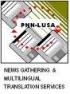 PNN-LUSA
NEWS GATHERING &
MULTILINGUAL
TRANSLATION SERVICES